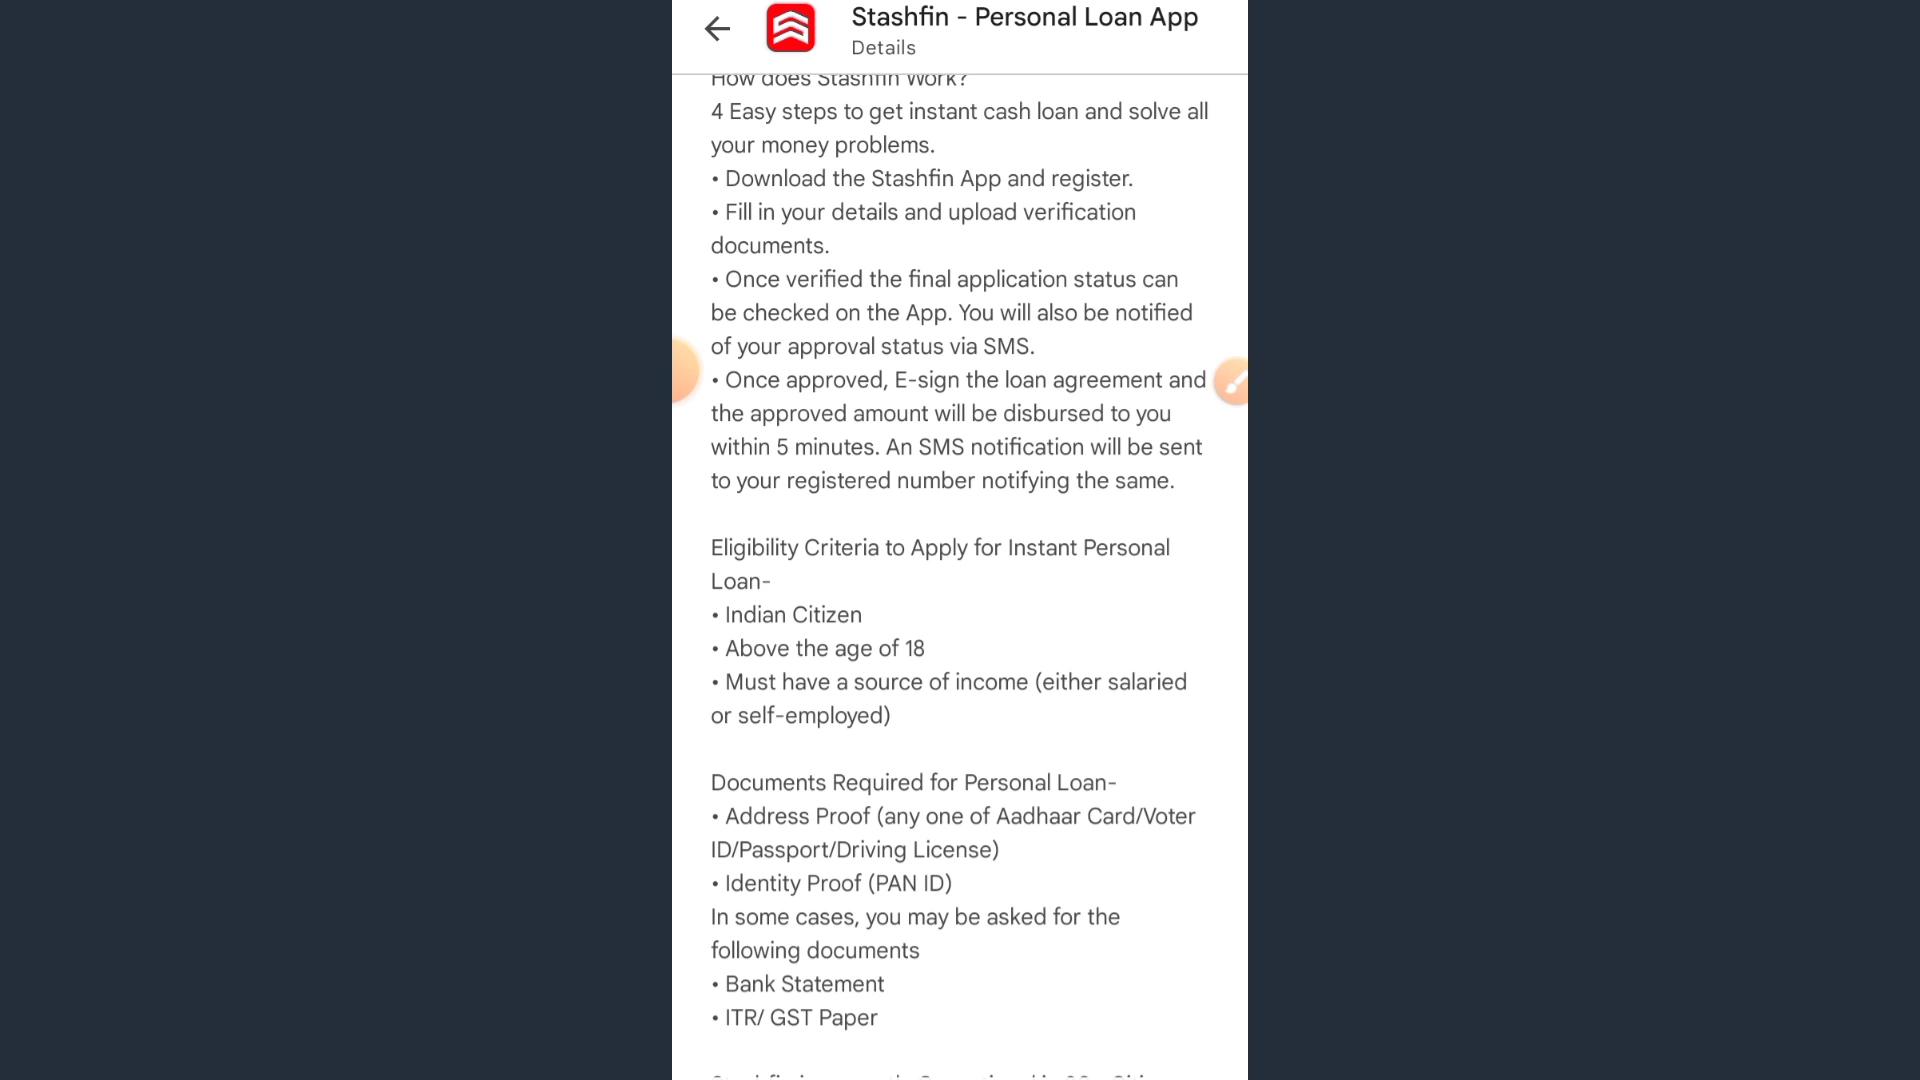 Stashfin - Personal Loan App
Details
How does Stashfin Work?
4 Easy steps to get instant cash loan and solve all
your money problems.
• Download the Stashfin App and register.
• Fill in your details and upload verification
documents.
• Once verified the final application status can
be checked on the App. You will also be notified
of your approval status via SMS.
• Once approved, E-sign the loan agreement and
the approved amount will be disbursed to you
within 5 minutes. An SMS notification will be sent
to your registered number notifying the same.
Eligibility Criteria to Apply for Instant Personal
Loan-
• Indian Citizen
• Above the age of 18
• Must have a source of income (either salaried
or self-employed)
Documents Required for Personal Loan-
• Address Proof (any one of Aadhaar Card/Voter
ID/Passport/Driving License)
• Identity Proof (PAN ID)
In some cases, you may be asked for the
following documents
• Bank Statement
• ITR/ GST Paper